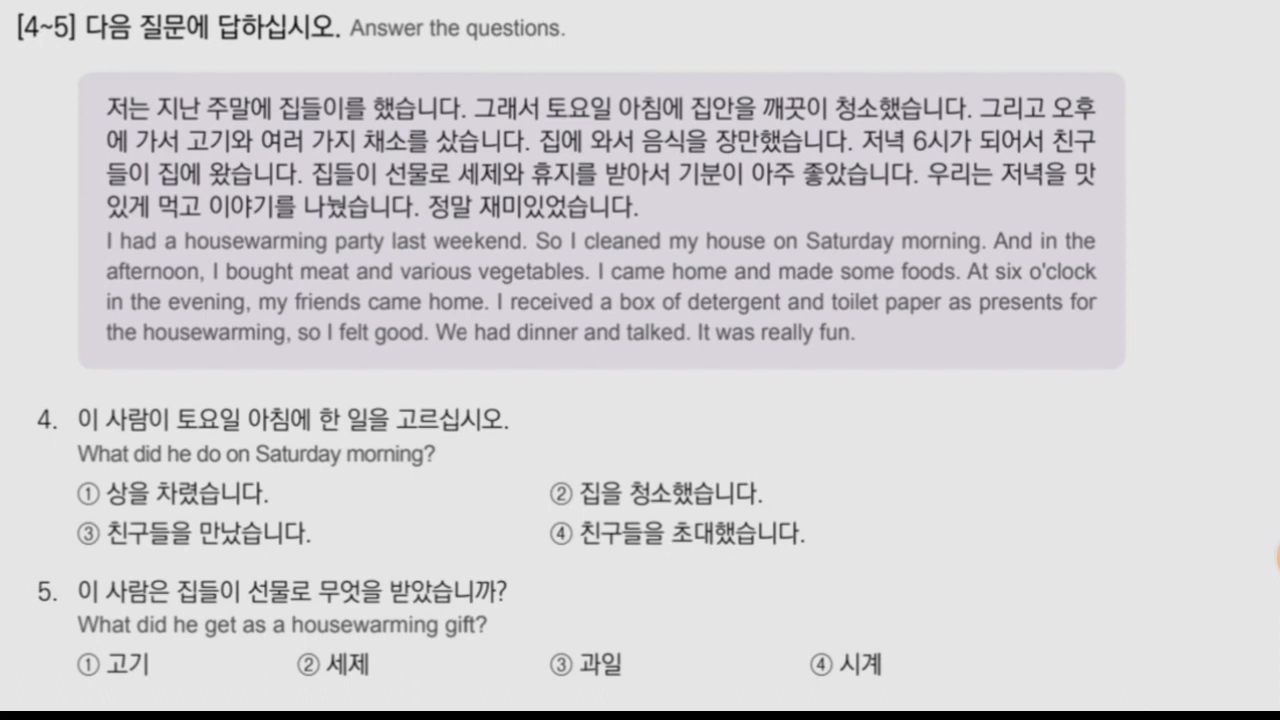 [4~5] 다음 질문에 답하십시오. Answer the questions.
저는 지난 주말에 집들이를 했습니다. 그래서 토요일 아침에 집안을 깨끗이 청소했습니다. 그리고 오후
에 가서 고기와 여러 가지 채소를 샀습니다. 집에 와서 음식을 장만했습니다. 저녁 6시가 되어서 친구
들이 집에 왔습니다. 집들이 선물로 세제와 휴지를 받아서 기분이 아주 좋았습니다. 우리는 저녁을 맛
있게 먹고 이야기를 나눴습니다. 정말 재미있었습니다.
I had a housewarming party last weekend. So I cleaned my house on Saturday morning. And in the
afternoon, I bought meat and various vegetables. I came home and made some foods. At six o'clock
in the evening, my friends came home. I received a box of detergent and toilet paper as presents for
the housewarming, so I felt good. We had dinner and talked. It was really fun.
4. 이 사람이 토요일 아침에 한 일을 고르십시오.
What did he do on Saturday morning?
① 상을 차렸습니다. ② 집을 청소했습니다.
③ 친구들을 만났습니다. ④ 친구들을 초대했습니다.
5. 이 사람은 집들이 선물로 무엇을 받았습니까?
What did he get as a housewarming gift?
① 고기 ② 세제 ③ 과일 ④ 시계